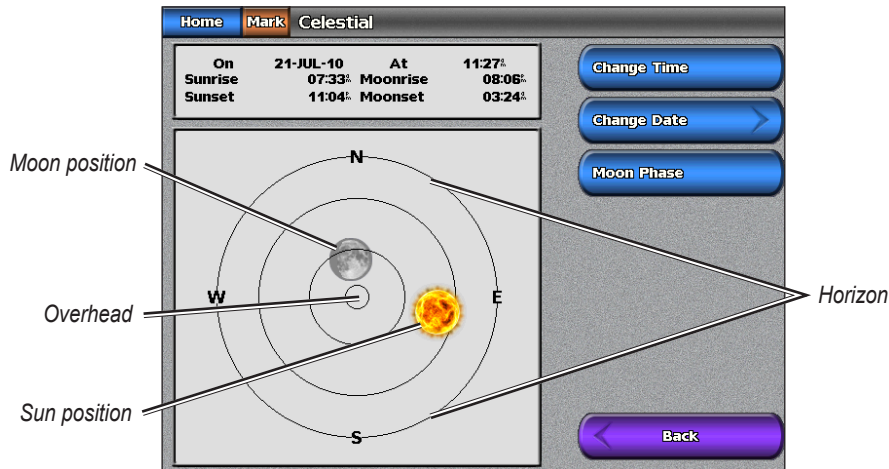 Home Mark Celestial
On 21-JUL-10 At 11:27
Sunrise 07:33 Moonrise 08:06
Sunset 11:04 Moonset 03:24
Change Time
Change Date
Moon Phase
Moon position
N
W
E
Horizon
Overhead
Sun position
S
Back